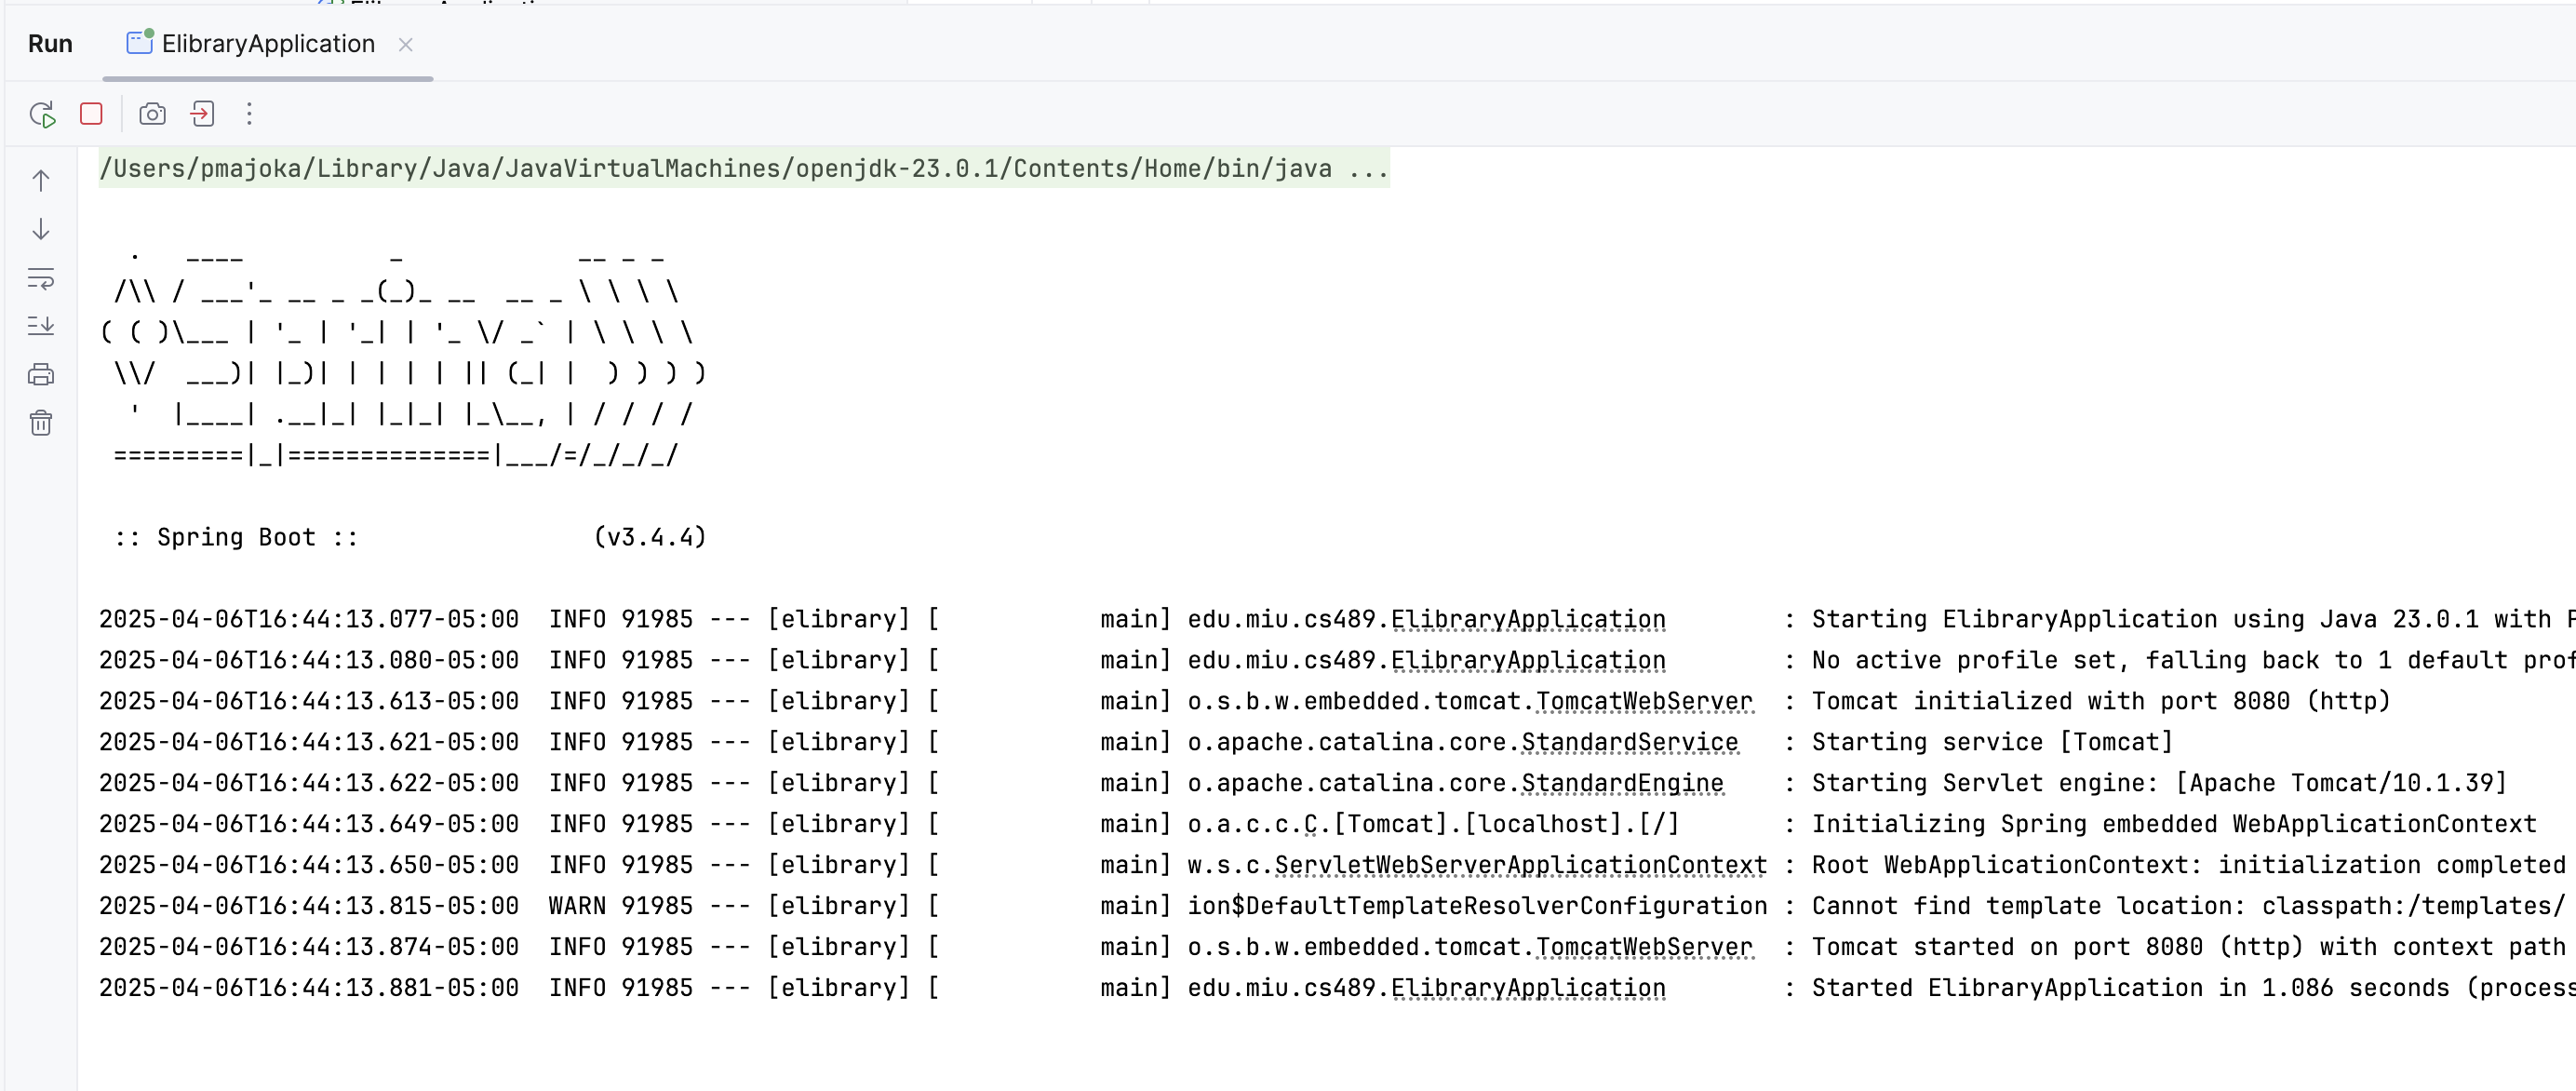 Run ElibraryApplication
/Users/pmajoka/Library/Java/JavaVirtualMachines/openjdk-23.0.1/Contents/Home/bin/java ...
  .   ____          _            __ _ _
 /\\ / ___'_ __ _ _(_)_ __  __ _ \ \ \ \
( ( )\___ | '_ | '_| | '_ \/ _` | \ \ \ \
 \\/  ___)| |_)| | | | | || (_| |  ) ) ) )
  '  |____| .__|_| |_|_| |_\__, | / / / /
 =========|_|==============|___/=/_/_/_/
 :: Spring Boot ::                (v3.4.4)
2025-04-06T16:44:13.077-05:00  INFO 91985 --- [elibrary] [           main] edu.miu.cs489.ElibraryApplication        : Starting ElibraryApplication using Java 23.0.1 with
2025-04-06T16:44:13.080-05:00  INFO 91985 --- [elibrary] [           main] edu.miu.cs489.ElibraryApplication        : No active profile set, falling back to 1 default
2025-04-06T16:44:13.613-05:00  INFO 91985 --- [elibrary] [           main] o.s.b.w.embedded.tomcat.TomcatWebServer  : Tomcat initialized with port 8080 (http)
2025-04-06T16:44:13.621-05:00  INFO 91985 --- [elibrary] [           main] o.apache.catalina.core.StandardService   : Starting service [Tomcat]
2025-04-06T16:44:13.622-05:00  INFO 91985 --- [elibrary] [           main] o.apache.catalina.core.StandardEngine    : Starting Servlet engine: [Apache Tomcat/10.1.39]
2025-04-06T16:44:13.649-05:00  INFO 91985 --- [elibrary] [           main] o.a.c.c.C.[Tomcat].[localhost].[/]       : Initializing Spring embedded WebApplicationContext
2025-04-06T16:44:13.650-05:00  INFO 91985 --- [elibrary] [           main] w.s.c.ServletWebServerApplicationContext : Root WebApplicationContext: initialization completed
2025-04-06T16:44:13.815-05:00  WARN 91985 --- [elibrary] [           main] ion$DefaultTemplateResolverConfiguration : Cannot find template location: classpath:/templates/
2025-04-06T16:44:13.874-05:00  INFO 91985 --- [elibrary] [           main] o.s.b.w.embedded.tomcat.TomcatWebServer  : Tomcat started on port 8080 (http) with context path
2025-04-06T16:44:13.881-05:00  INFO 91985 --- [elibrary] [           main] edu.miu.cs489.ElibraryApplication        : Started ElibraryApplication in 1.086 seconds (process